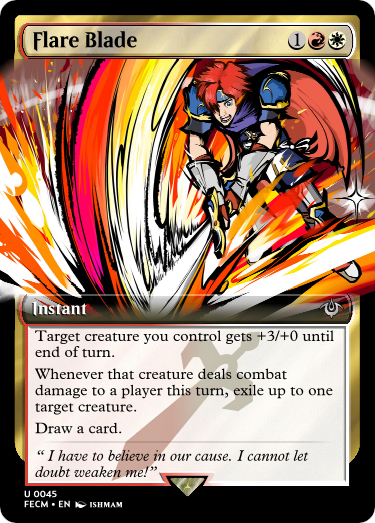 Flare Blade 1
Instant
Target creature you control gets +3/+0 until
end of turn.
Whenever that creature deals combat
damage to a player this turn, exile up to one
target creature.
Draw a card.
“ I have to believe in our cause. I cannot let
doubt weaken me!”
U 0045
FECM • EN ISHMAM